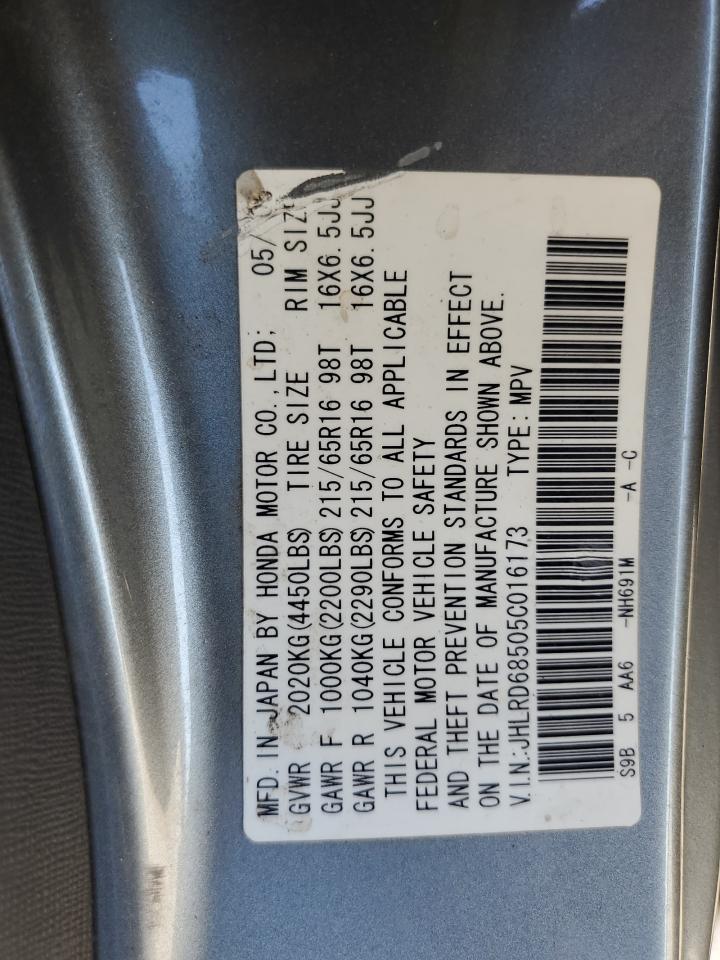 MFD. IN JAPAN BY HONDA MOTOR CO., LTD; 05/
GVWR 2020KG(4450LBS) TIRE SIZE RIM SIZE
GAWR F 1000KG(2200LBS) 215/65R16 98T 16X6.5JJ
GAWR R 1040KG(2290LBS) 215/65R16 98T 16X6.5JJ
THIS VEHICLE CONFORMS TO ALL APPLICABLE
FEDERAL MOTOR VEHICLE SAFETY
AND THEFT PREVENTION STANDARDS IN EFFECT
ON THE DATE OF MANUFACTURE SHOWN ABOVE.
V.I.N.:JHLRD68505C016173 TYPE: MPV
S9B 5 AA6 -NH691M -A -C